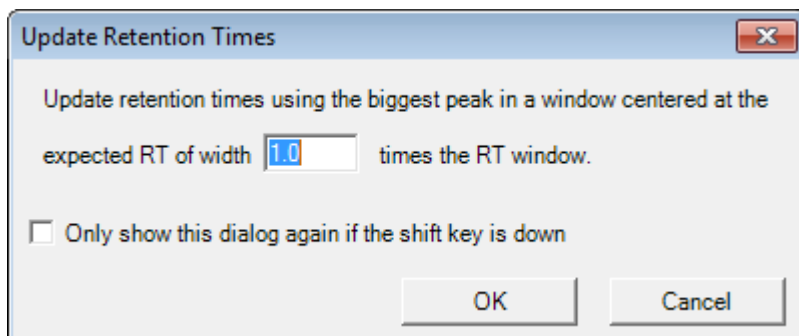 Update Retention Times
Update retention times using the biggest peak in a window centered at the
expected RT of width 1.0 times the RT window.
Only show this dialog again if the shift key is down
OK Cancel